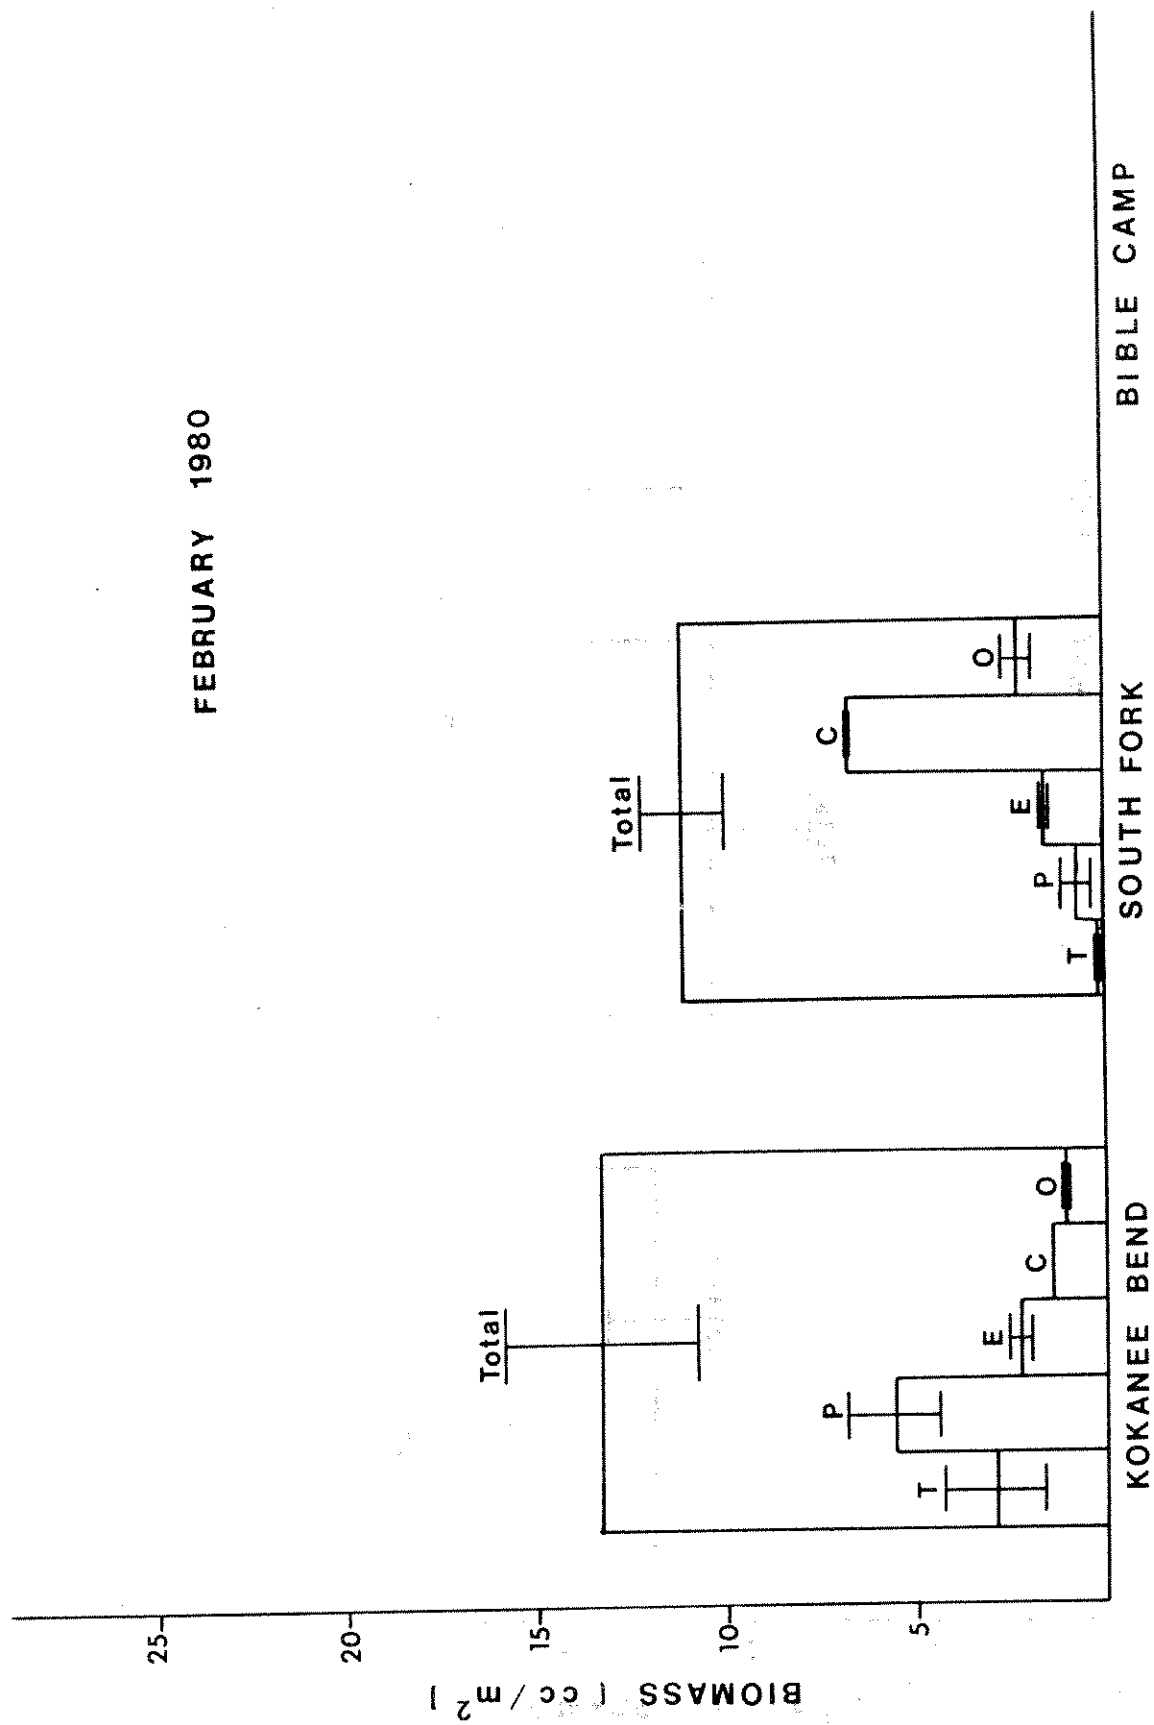 FEBRUARY 1980
BIOMASS [ cc/m² ]
25
20
15
10
5
Total
T
P
E
C
O
Total
T
P
E
C
O
KOKANEE BEND
SOUTH FORK
BIBLE CAMP